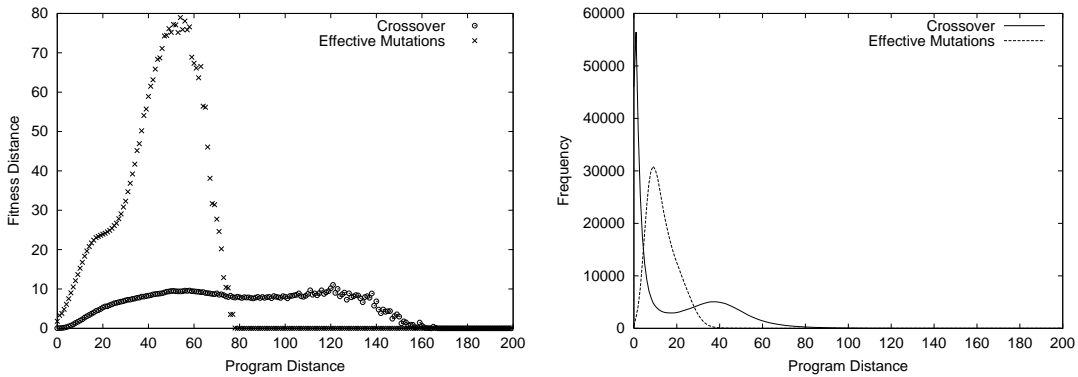 80
70
60
50
40
30
20
10
0
0 20 40 60 80 100 120 140 160 180 200
Fitness Distance
Program Distance
Crossover
Effective Mutations
60000
50000
40000
30000
20000
10000
0
0 20 40 60 80 100 120 140 160 180 200
Frequency
Program Distance
Crossover
Effective Mutations